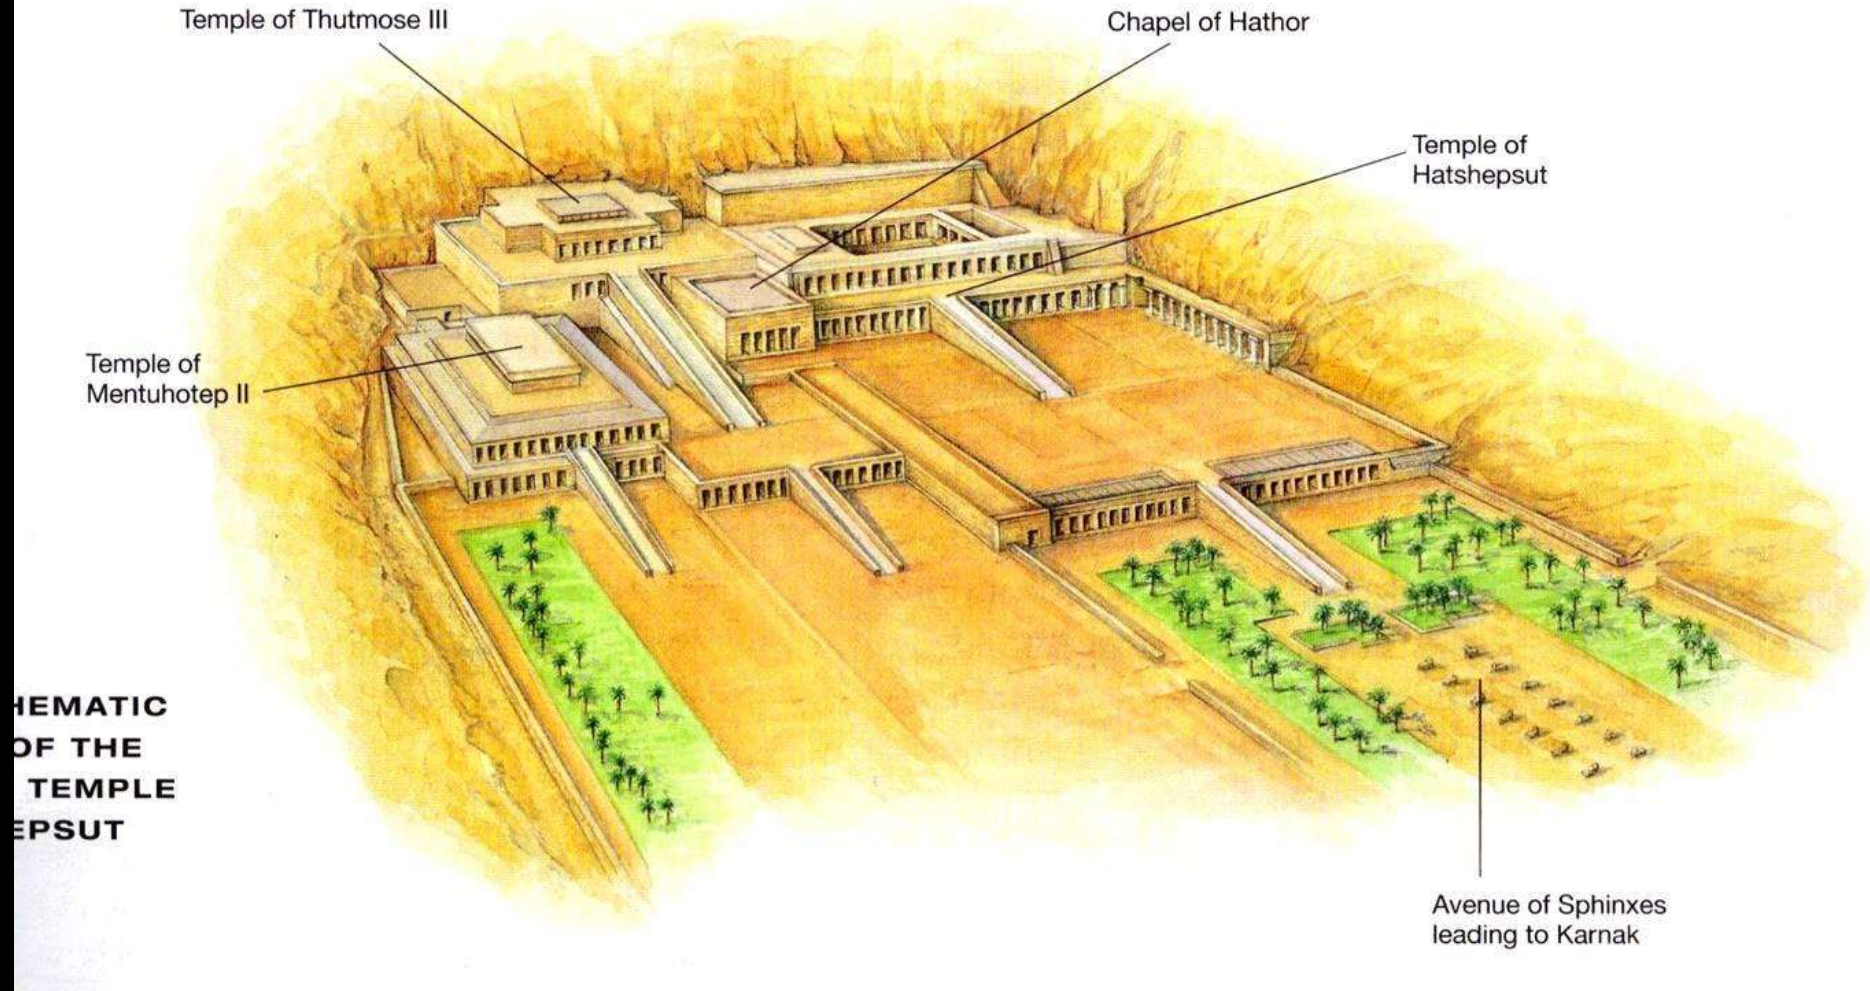 Temple of Thutmose III
Chapel of Hathor
Temple of
Hatshepsut
Temple of
Mentuhotep II
HEMATIC
OF THE
TEMPLE
EPSUT
Avenue of Sphinxes
leading to Karnak